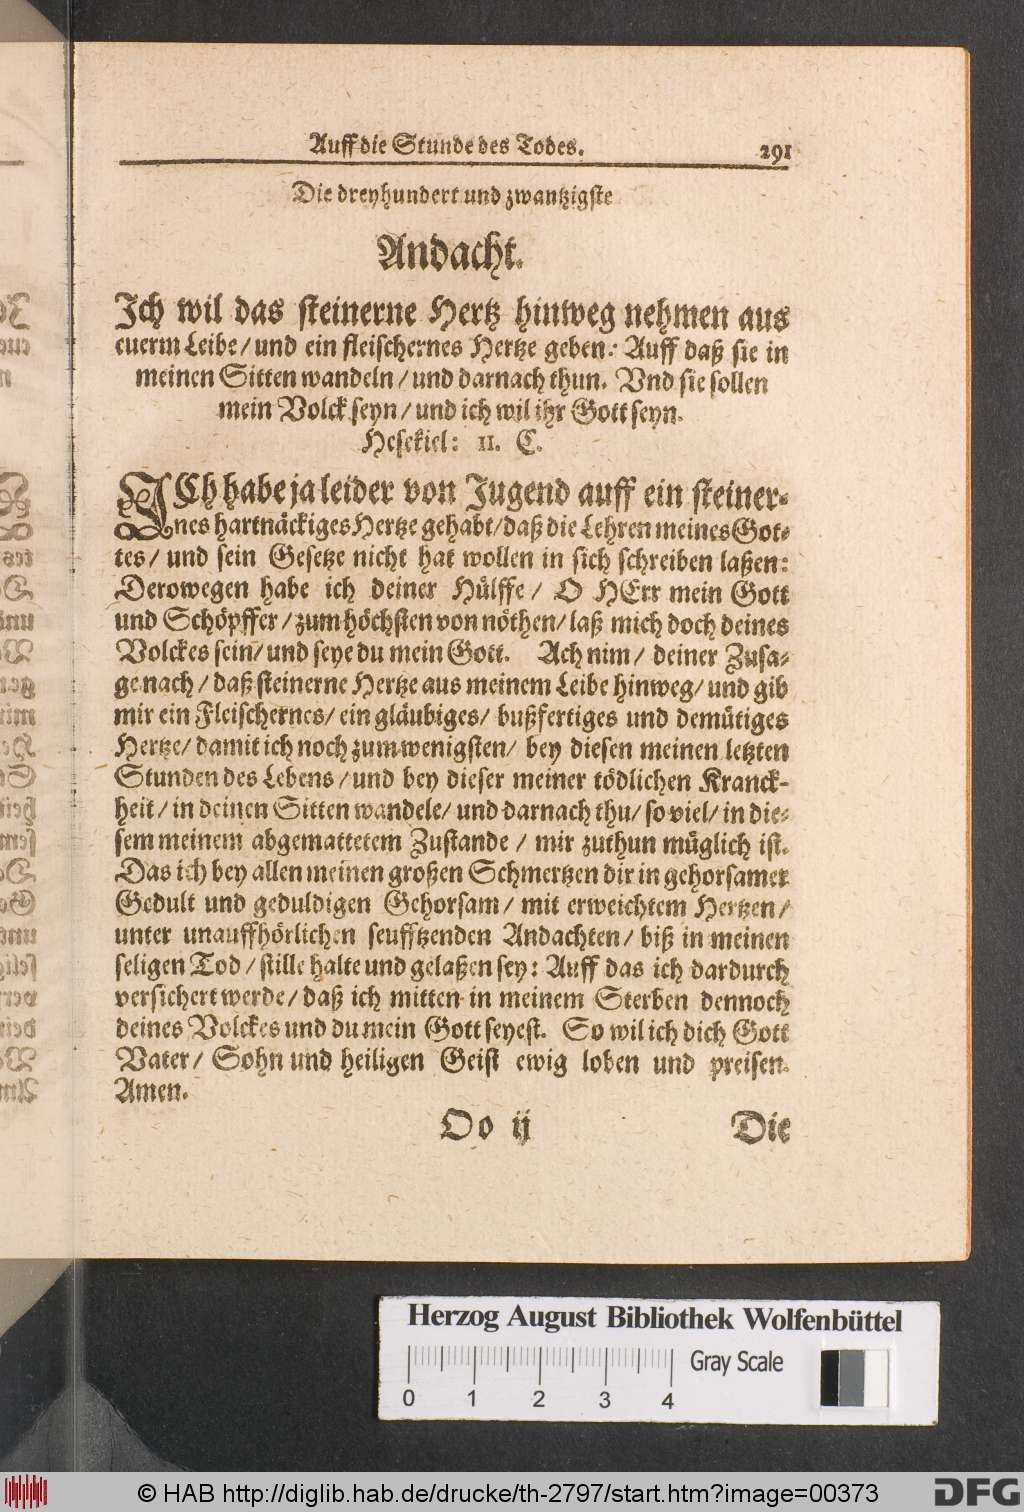 Auff die Stunde des Todes. 291
Die dreyhundert und zwantzigste
Andacht.
Ich wil das steinerne Hertz hinweg nehmen aus
euerm Leibe / und ein fleischernes Hertze geben: Auff daß sie in
meinen Sitten wandeln / und darnach thun. Vnd sie sollen
mein Volck seyn / und ich wil ihr Gott seyn.
Hesekiel: 11. C.
ICh habe ja leider von Jugend auff ein steiner-
nes hartnäckiges Hertze gehabt / daß die Lehren meines Got-
tes / und sein Gesetze nicht hat wollen in sich schreiben laßen:
Derowegen habe ich deiner Hülffe / O HErr mein Gott
und Schöpffer / zum höchsten von nöthen / laß mich doch deines
Volckes sein / und seye du mein Gott. Ach nim / deiner Zusa-
ge nach / daß steinerne Hertze aus meinem Leibe hinweg / und gib
mir ein Fleischernes / ein gläubiges / bußfertiges und demütiges
Hertze / damit ich noch zum wenigsten / bey diesen meinen letzten
Stunden des Lebens / und bey dieser meiner tödlichen Kranck-
heit / in deinen Sitten wandele / und darnach thu / so viel / in die-
sem meinem abgemattetem Zustande / mir zuthun müglich ist.
Das ich bey allen meinen großen Schmertzen dir in gehorsamer
Gedult und geduldigen Gehorsam / mit erweichtem Hertzen /
unter unauffhörlichen seufftzenden Andachten / biß in meinen
seligen Tod / stille halte und gelaßen sey: Auff das ich dardurch
versichert werde / daß ich mitten in meinem Sterben dennoch
deines Volckes und du mein Gott seyest. So wil ich dich Gott
Vater / Sohn und heiligen Geist ewig loben und preisen.
Amen.
Oo ij Die
Herzog August Bibliothek Wolfenbüttel
Gray Scale
0 1 2 3 4
© HAB http://diglib.hab.de/drucke/th-2797/start.htm?image=00373
DFG